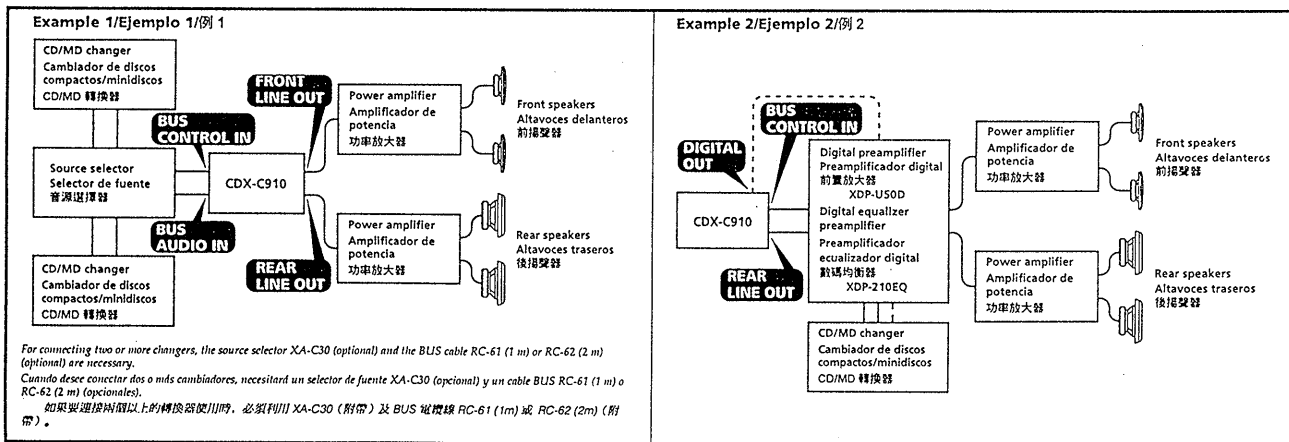 Example 1/Ejemplo 1/例 1
CD/MD changer
Cambiador de discos
compactos/minidiscos
CD/MD 轉換器
BUS
CONTROL IN
FRONT
LINE OUT
Power amplifier
Amplificador de
potencia
功率放大器
Front speakers
Altavoces delanteros
前揚聲器
Source selector
Selector de fuente
音源選擇器
CDX-C910
BUS
AUDIO IN
REAR
LINE OUT
Power amplifier
Amplificador de
potencia
功率放大器
Rear speakers
Altavoces traseros
後揚聲器
CD/MD changer
Cambiador de discos
compactos/minidiscos
CD/MD 轉換器
For connecting two or more changers, the source selector XA-C30 (optional) and the BUS cable RC-61 (1 m) or RC-62 (2 m)
(optional) are necessary.
Cuando desee conectar dos o más cambiadores, necesitará un selector de fuente XA-C30 (opcional) y un cable BUS RC-61 (1 m) o
RC-62 (2 m) (opcionales).
如果要連接兩個以上的轉換器使用時，必須利用 XA-C30（附帶）及 BUS 電纜線 RC-61 (1m) 或 RC-62 (2m)（附
帶）。
Example 2/Ejemplo 2/例 2
DIGITAL
OUT
BUS
CONTROL IN
CDX-C910
REAR
LINE OUT
Digital preamplifier
Preamplificador digital
前置放大器
XDP-U50D
Digital equalizer
preamplifier
Preamplificador
ecualizador digital
數碼均衡器
XDP-210EQ
Power amplifier
Amplificador de
potencia
功率放大器
Front speakers
Altavoces delanteros
前揚聲器
Power amplifier
Amplificador de
potencia
功率放大器
Rear speakers
Altavoces traseros
後揚聲器
CD/MD changer
Cambiador de discos
compactos/minidiscos
CD/MD 轉換器